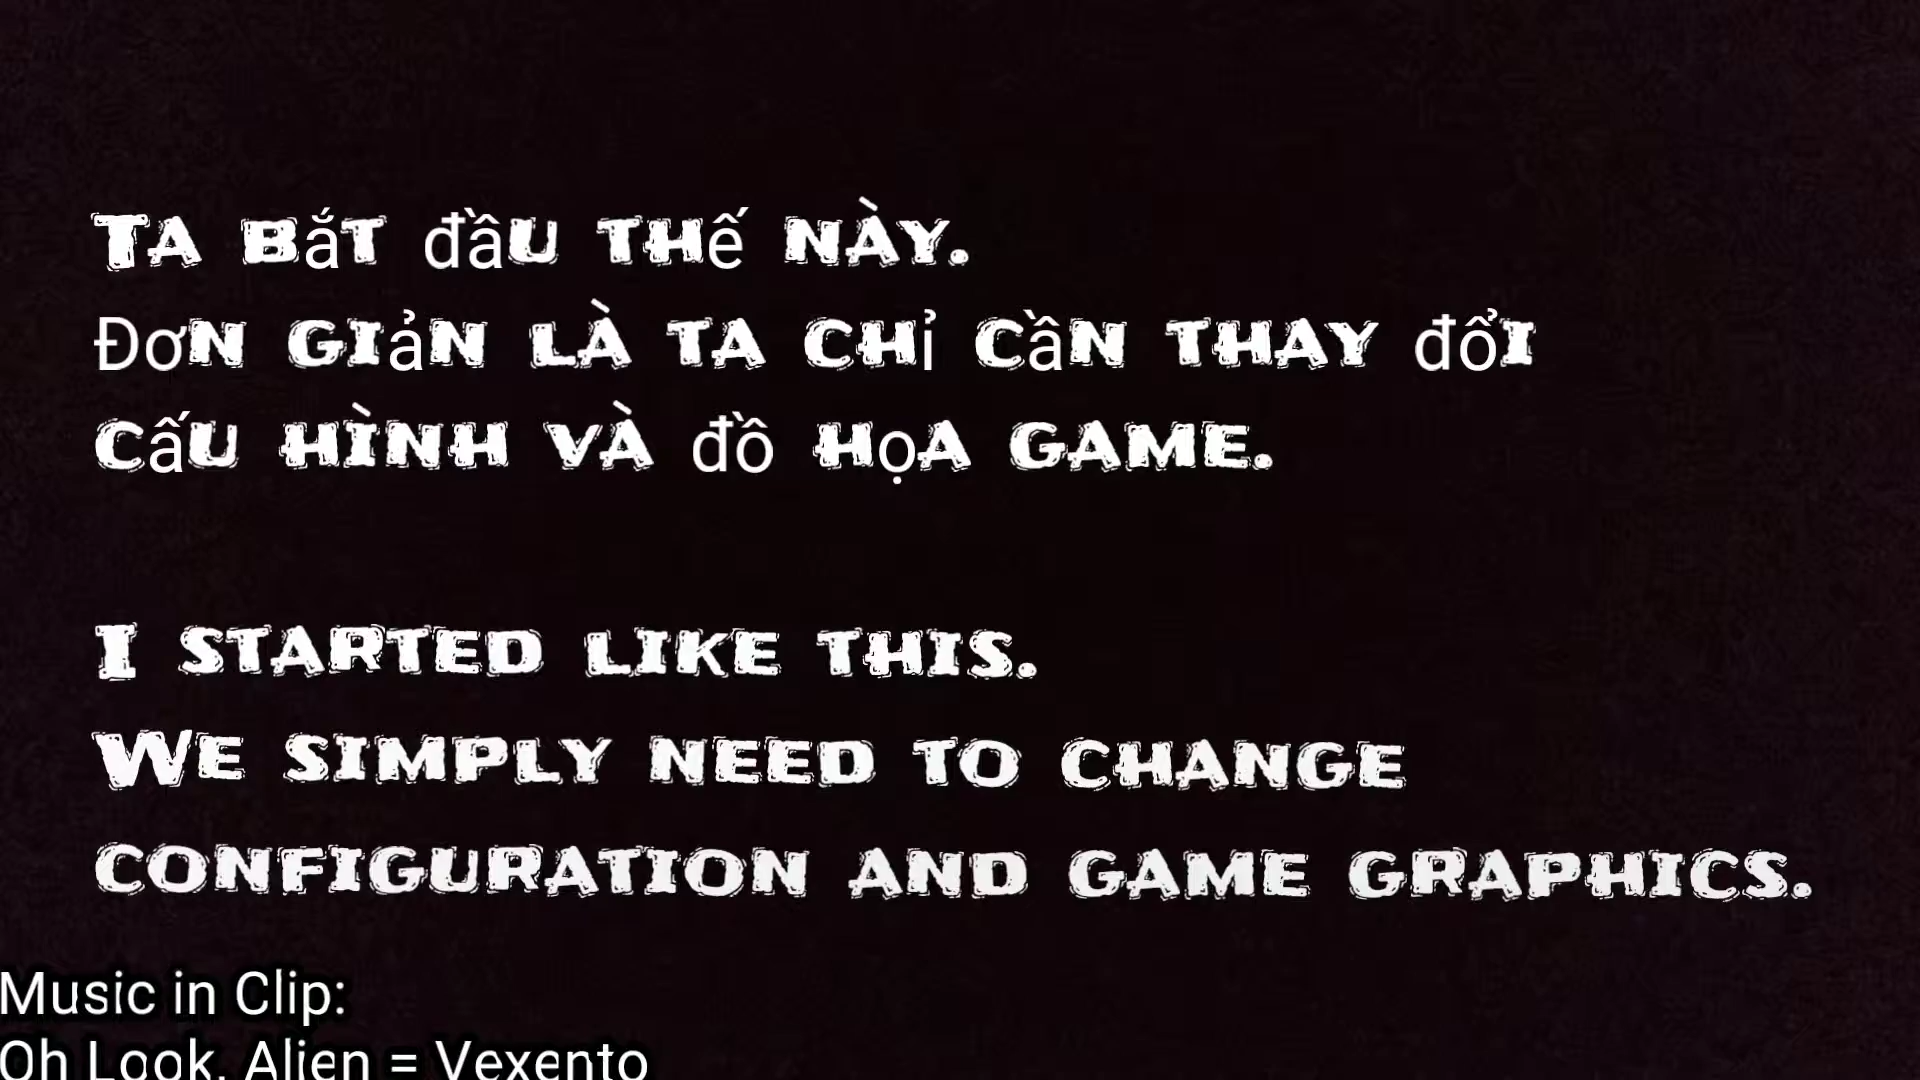 Ta bắt đầu thế này.
Đơn giản là ta chỉ cần thay đổi
cấu hình và đồ họa game.
I started like this.
We simply need to change
configuration and game graphics.
Music in Clip:
Oh Look, Alien = Vexento